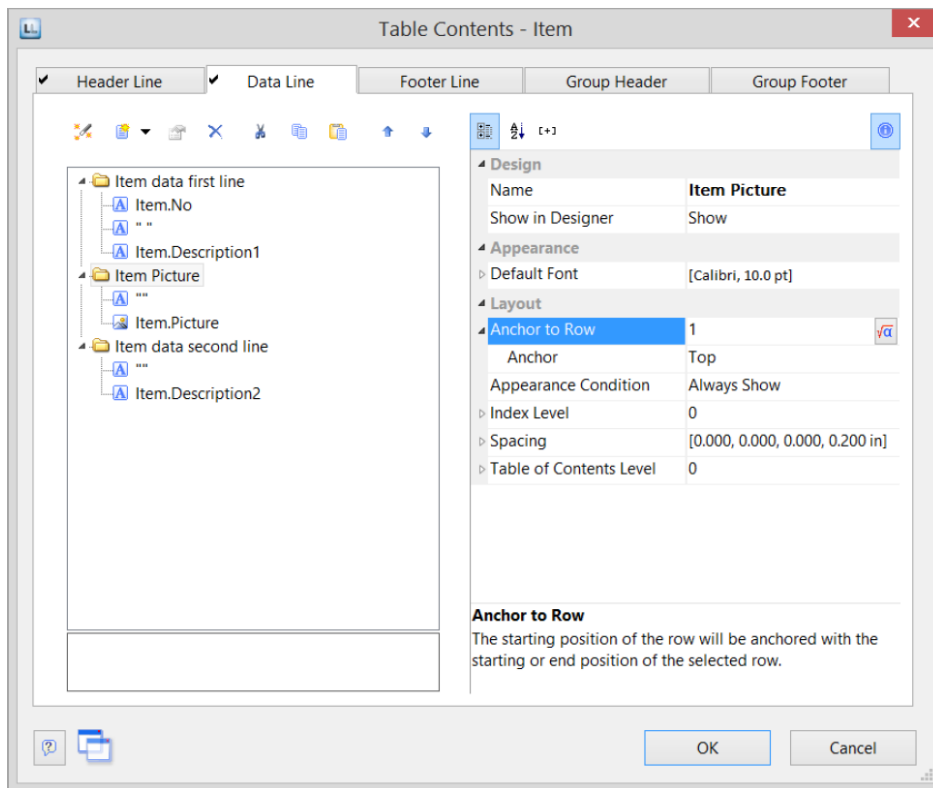 Table Contents - Item
Header Line
Data Line
Footer Line
Group Header
Group Footer
Item data first line
Item.No
" "
Item.Description1
Item Picture
""
Item.Picture
Item data second line
""
Item.Description2
Design
Name Item Picture
Show in Designer Show
Appearance
Default Font [Calibri, 10.0 pt]
Layout
Anchor to Row 1
Anchor Top
Appearance Condition Always Show
Index Level 0
Spacing [0.000, 0.000, 0.000, 0.200 in]
Table of Contents Level 0
Anchor to Row
The starting position of the row will be anchored with the
starting or end position of the selected row.
OK
Cancel